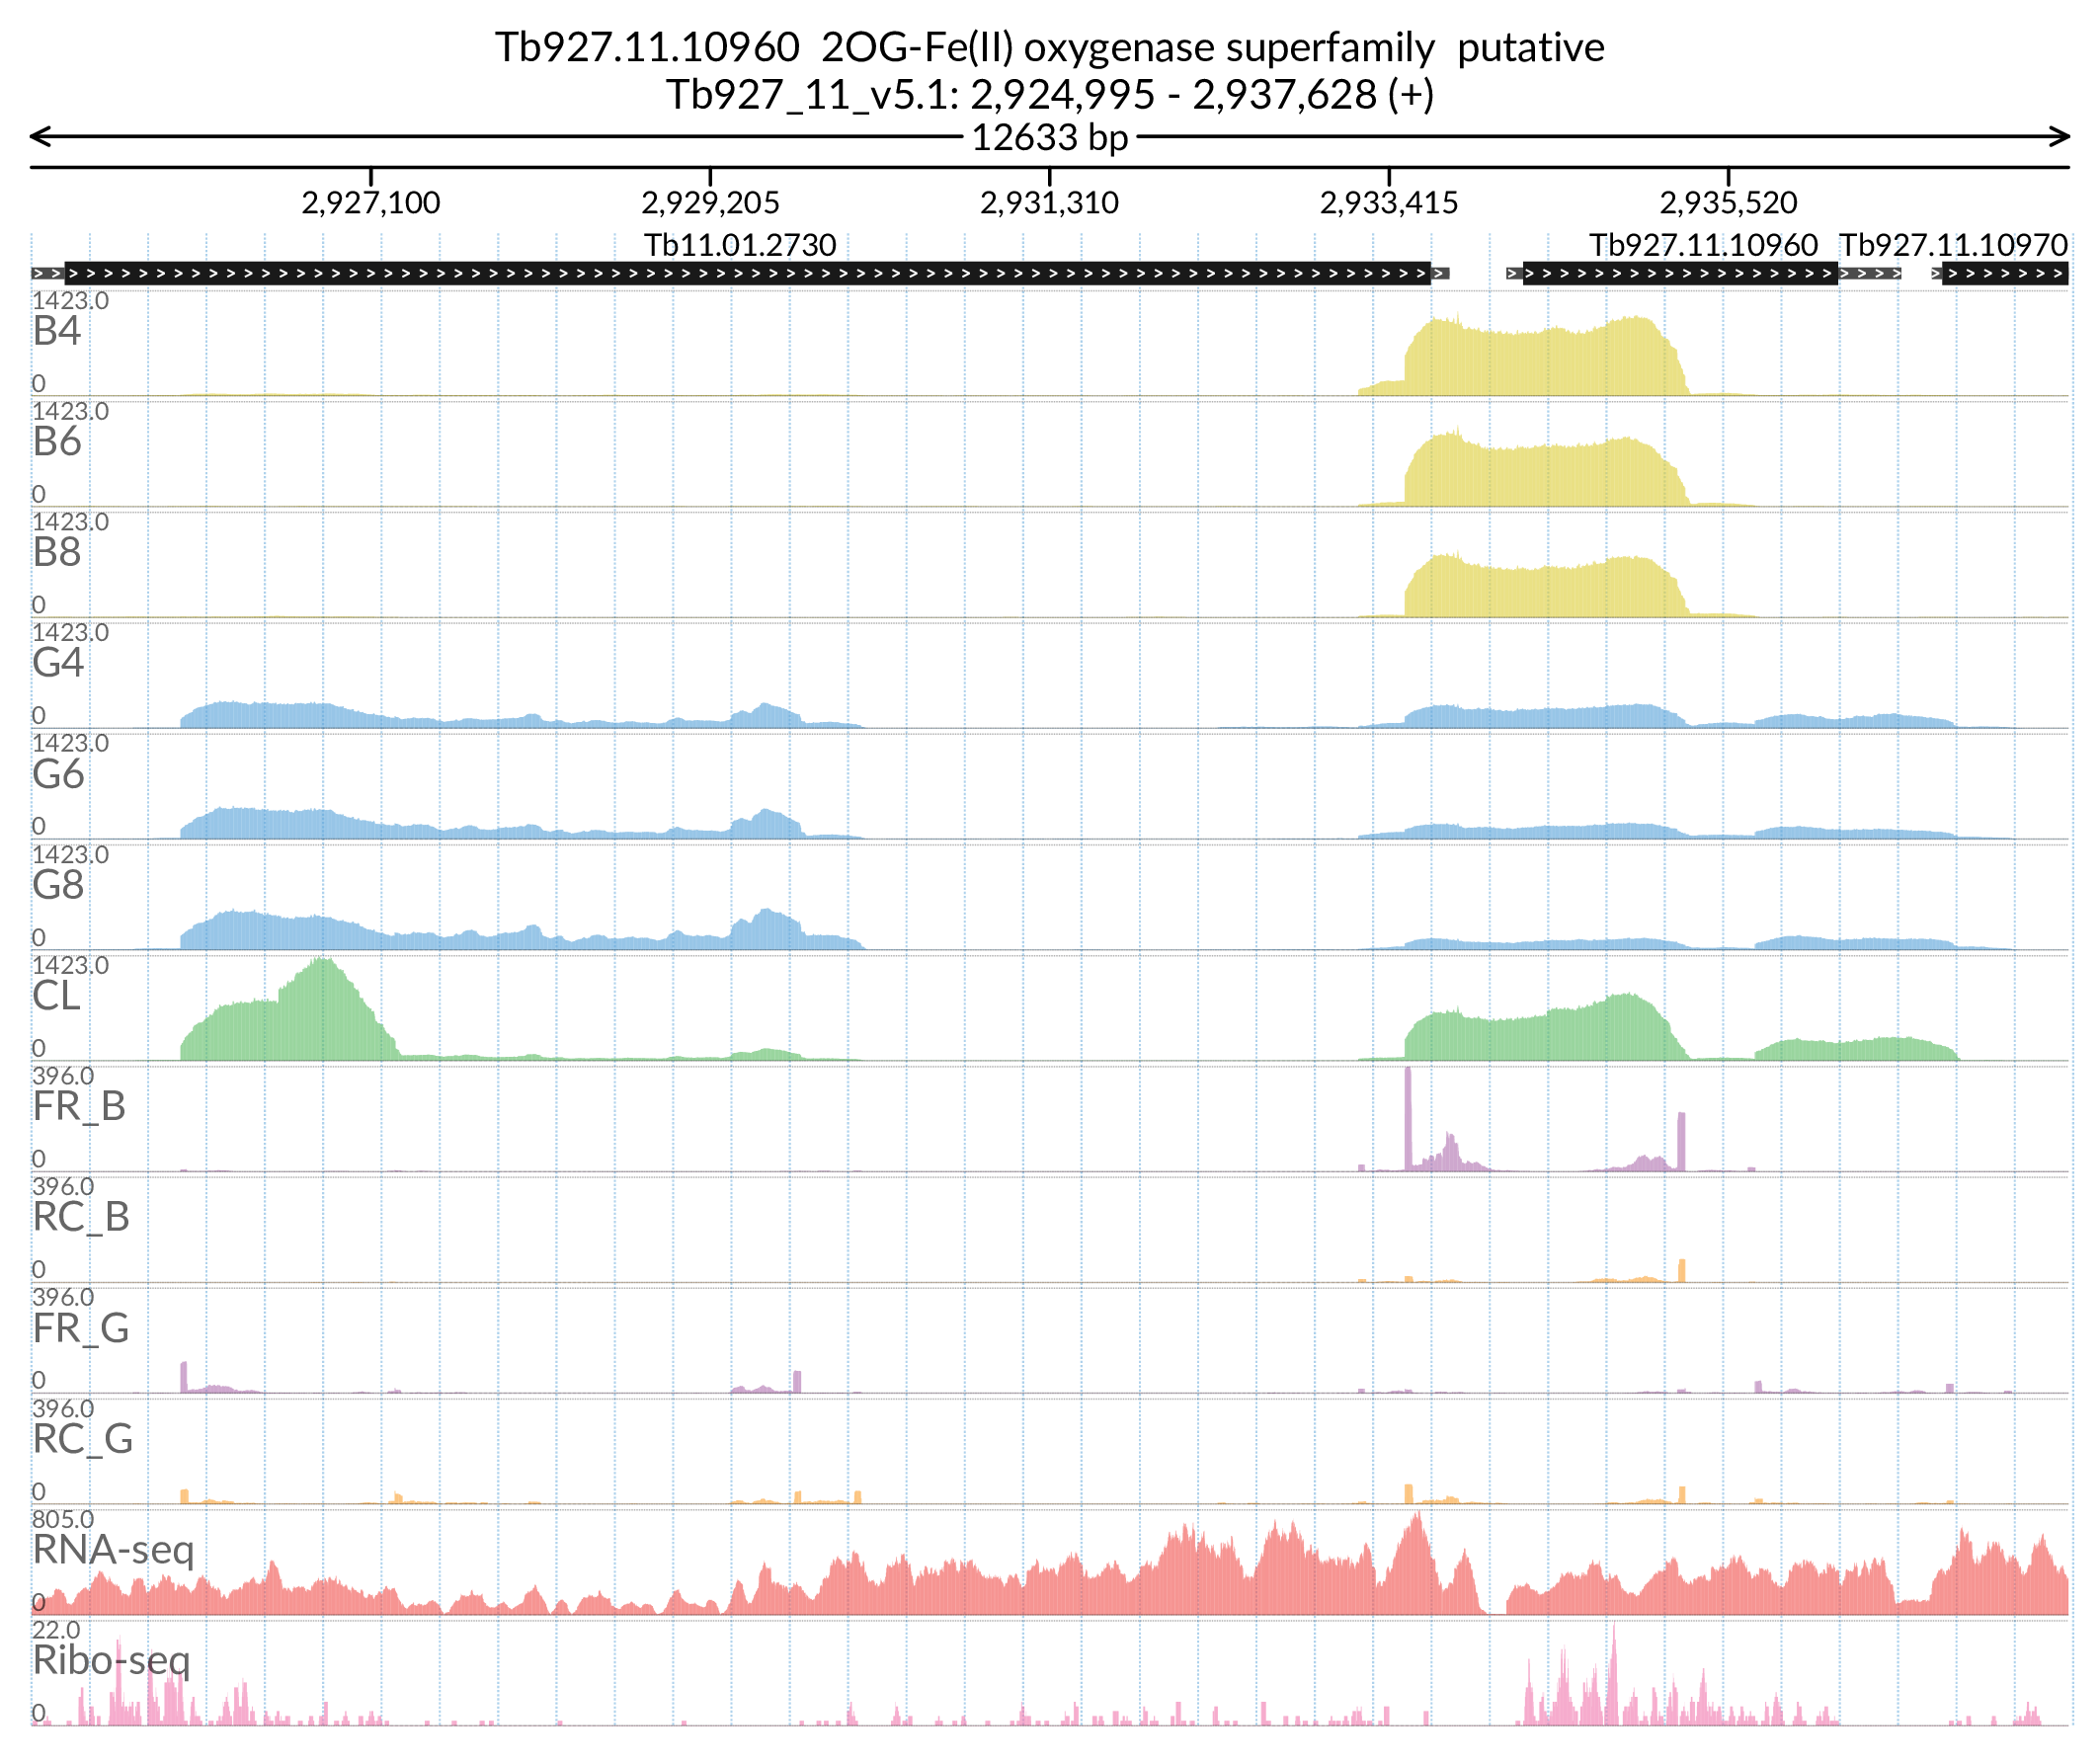 Tb927.11.10960  2OG-Fe(II) oxygenase superfamily  putative
Tb927_11_v5.1: 2,924,995 - 2,937,628 (+)
12633 bp
2,927,100 2,929,205 2,931,310 2,933,415 2,935,520
Tb11.01.2730 Tb927.11.10960 Tb927.11.10970
1423.0
B4
0
1423.0
B6
0
1423.0
B8
0
1423.0
G4
0
1423.0
G6
0
1423.0
G8
0
1423.0
CL
0
396.0
FR_B
0
396.0
RC_B
0
396.0
FR_G
0
396.0
RC_G
0
805.0
RNA-seq
0
22.0
Ribo-seq
0